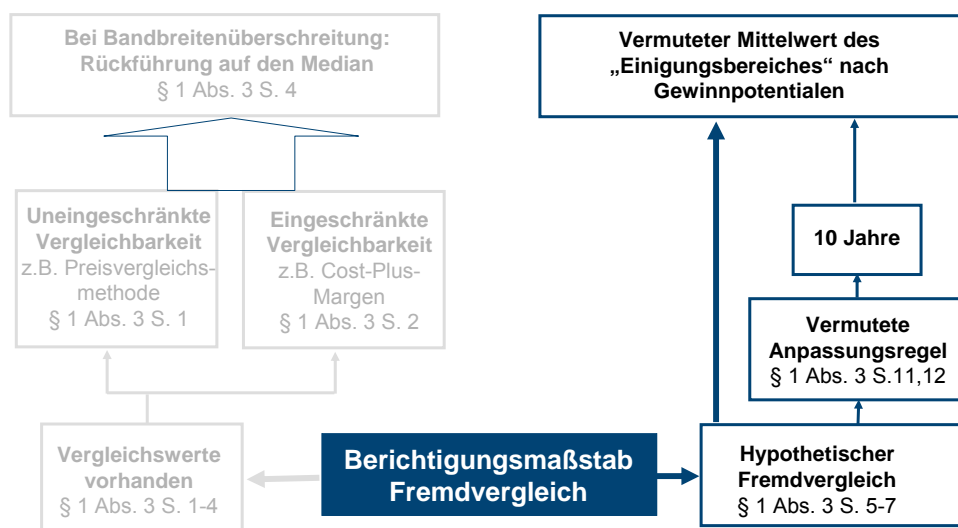 Bei Bandbreitenüberschreitung:
Rückführung auf den Median
§ 1 Abs. 3 S. 4
Vermuteter Mittelwert des
„Einigungsbereiches“ nach
Gewinnpotentialen
Uneingeschränkte
Vergleichbarkeit
z.B. Preisvergleichs-
methode
§ 1 Abs. 3 S. 1
Eingeschränkte
Vergleichbarkeit
z.B. Cost-Plus-
Margen
§ 1 Abs. 3 S. 2
10 Jahre
Vermutete
Anpassungsregel
§ 1 Abs. 3 S.11,12
Vergleichswerte
vorhanden
§ 1 Abs. 3 S. 1-4
Berichtigungsmaßstab
Fremdvergleich
Hypothetischer
Fremdvergleich
§ 1 Abs. 3 S. 5-7